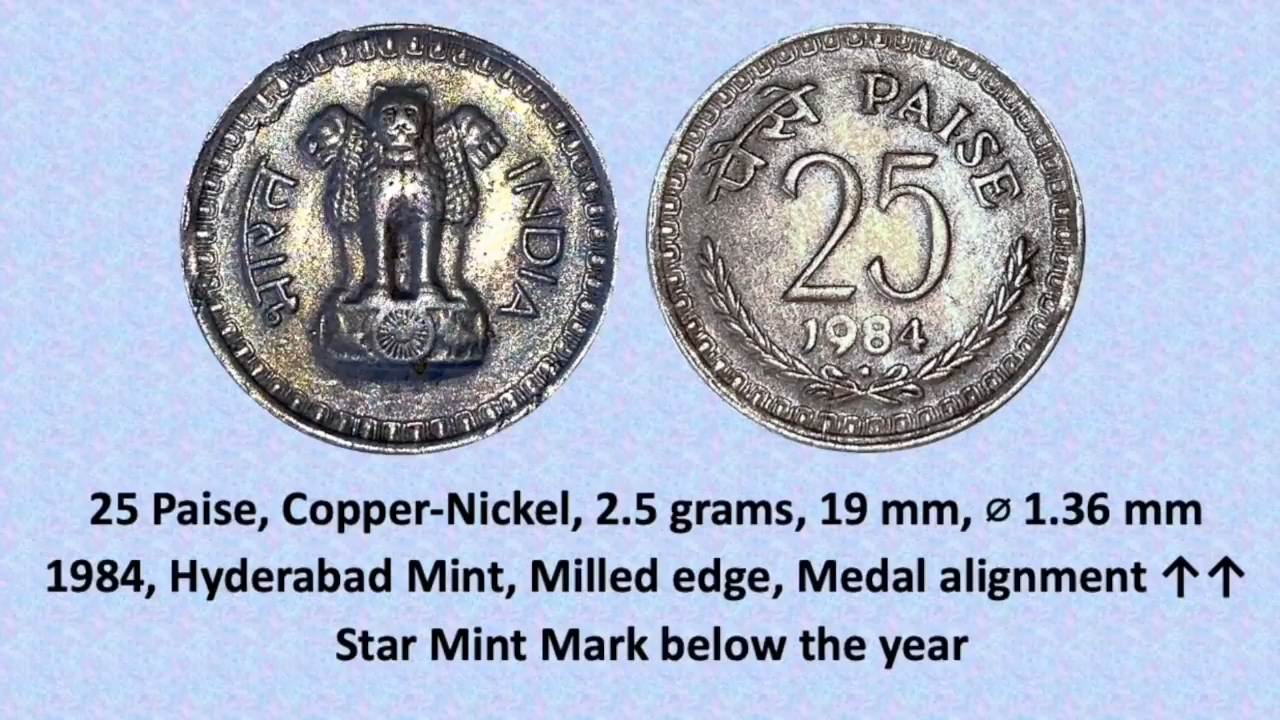 भारत
INDIA
पैसे PAISE
25
1984
25 Paise, Copper-Nickel, 2.5 grams, 19 mm, ⌀ 1.36 mm
1984, Hyderabad Mint, Milled edge, Medal alignment ↑↑
Star Mint Mark below the year